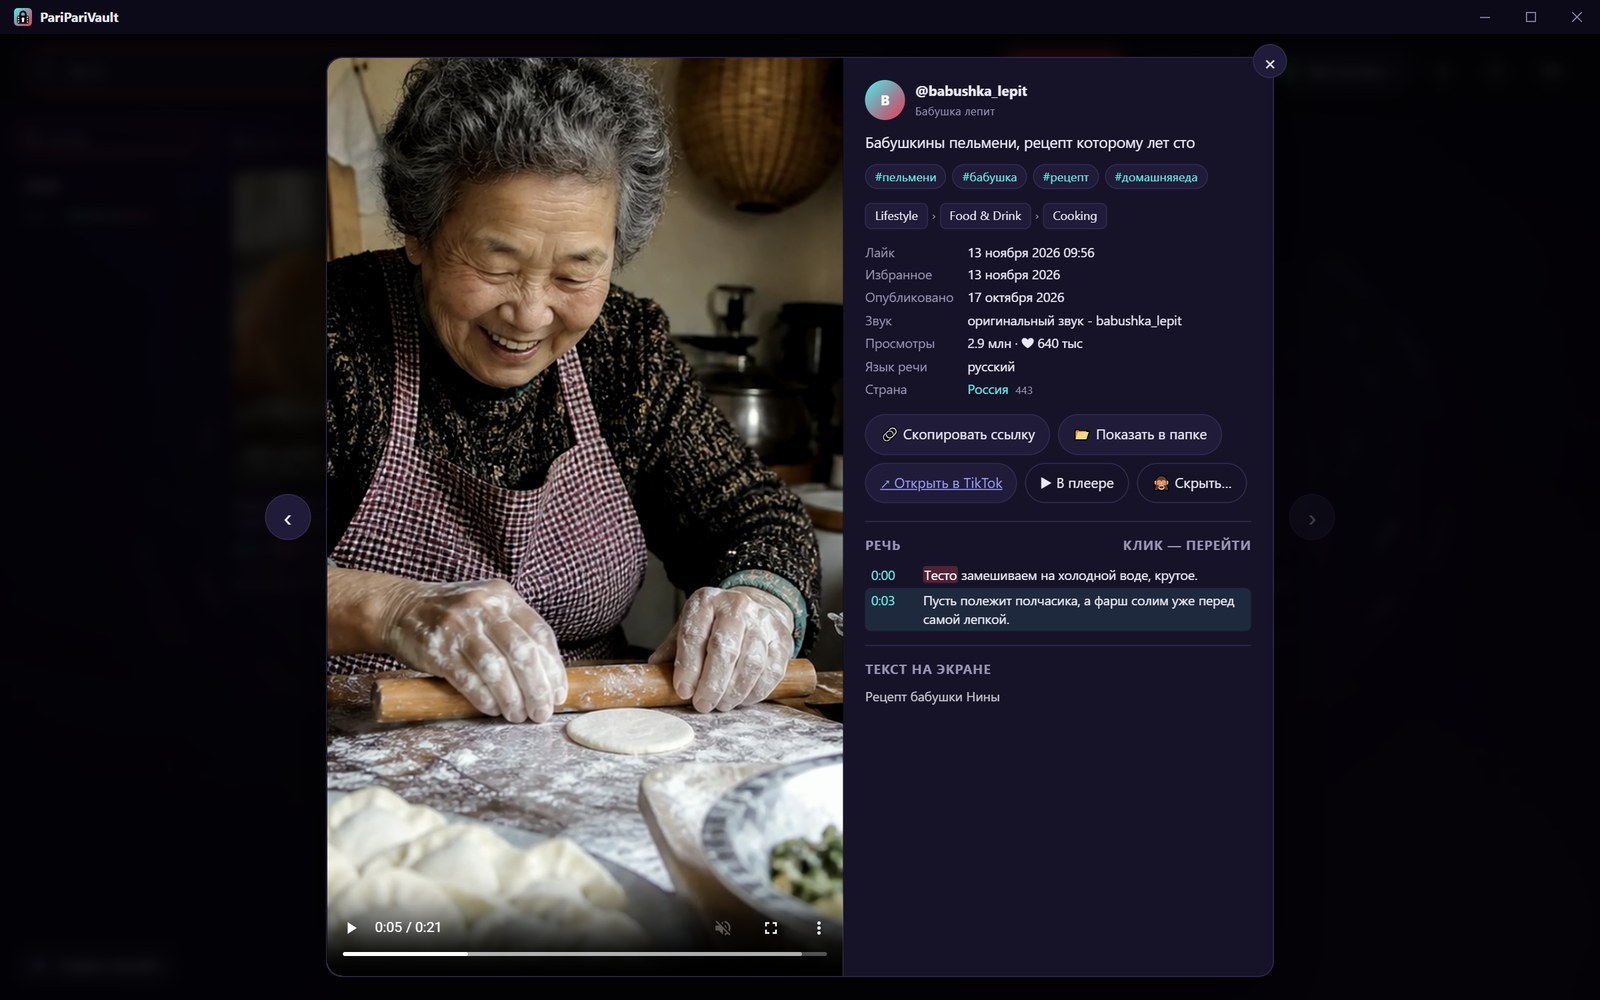 PariPariVault
B
@babushka_lepit
Бабушка лепит
Бабушкины пельмени, рецепт которому лет сто
#пельмени #бабушка #рецепт #домашняяеда
Lifestyle › Food & Drink › Cooking
Лайк 13 ноября 2026 09:56
Избранное 13 ноября 2026
Опубликовано 17 октября 2026
Звук оригинальный звук - babushka_lepit
Просмотры 2.9 млн · 640 тыс
Язык речи русский
Страна Россия 443
Скопировать ссылку Показать в папке
↗ Открыть в TikTok В плеере Скрыть...
РЕЧЬ КЛИК — ПЕРЕЙТИ
0:00 Тесто замешиваем на холодной воде, крутое.
0:03 Пусть полежит полчасика, а фарш солим уже перед
самой лепкой.
ТЕКСТ НА ЭКРАНЕ
Рецепт бабушки Нины
0:05 / 0:21